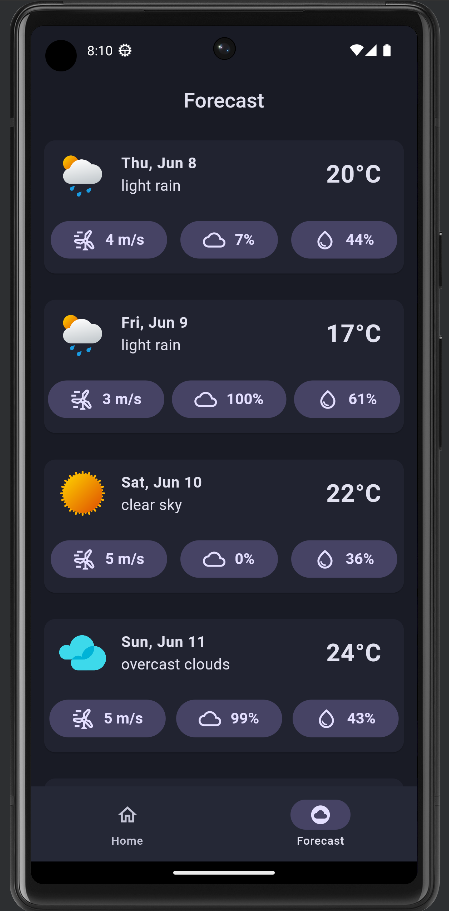 8:10
Forecast
Thu, Jun 8
light rain
20°C
4 m/s 7% 44%
Fri, Jun 9
light rain
17°C
3 m/s 100% 61%
Sat, Jun 10
clear sky
22°C
5 m/s 0% 36%
Sun, Jun 11
overcast clouds
24°C
5 m/s 99% 43%
Home Forecast